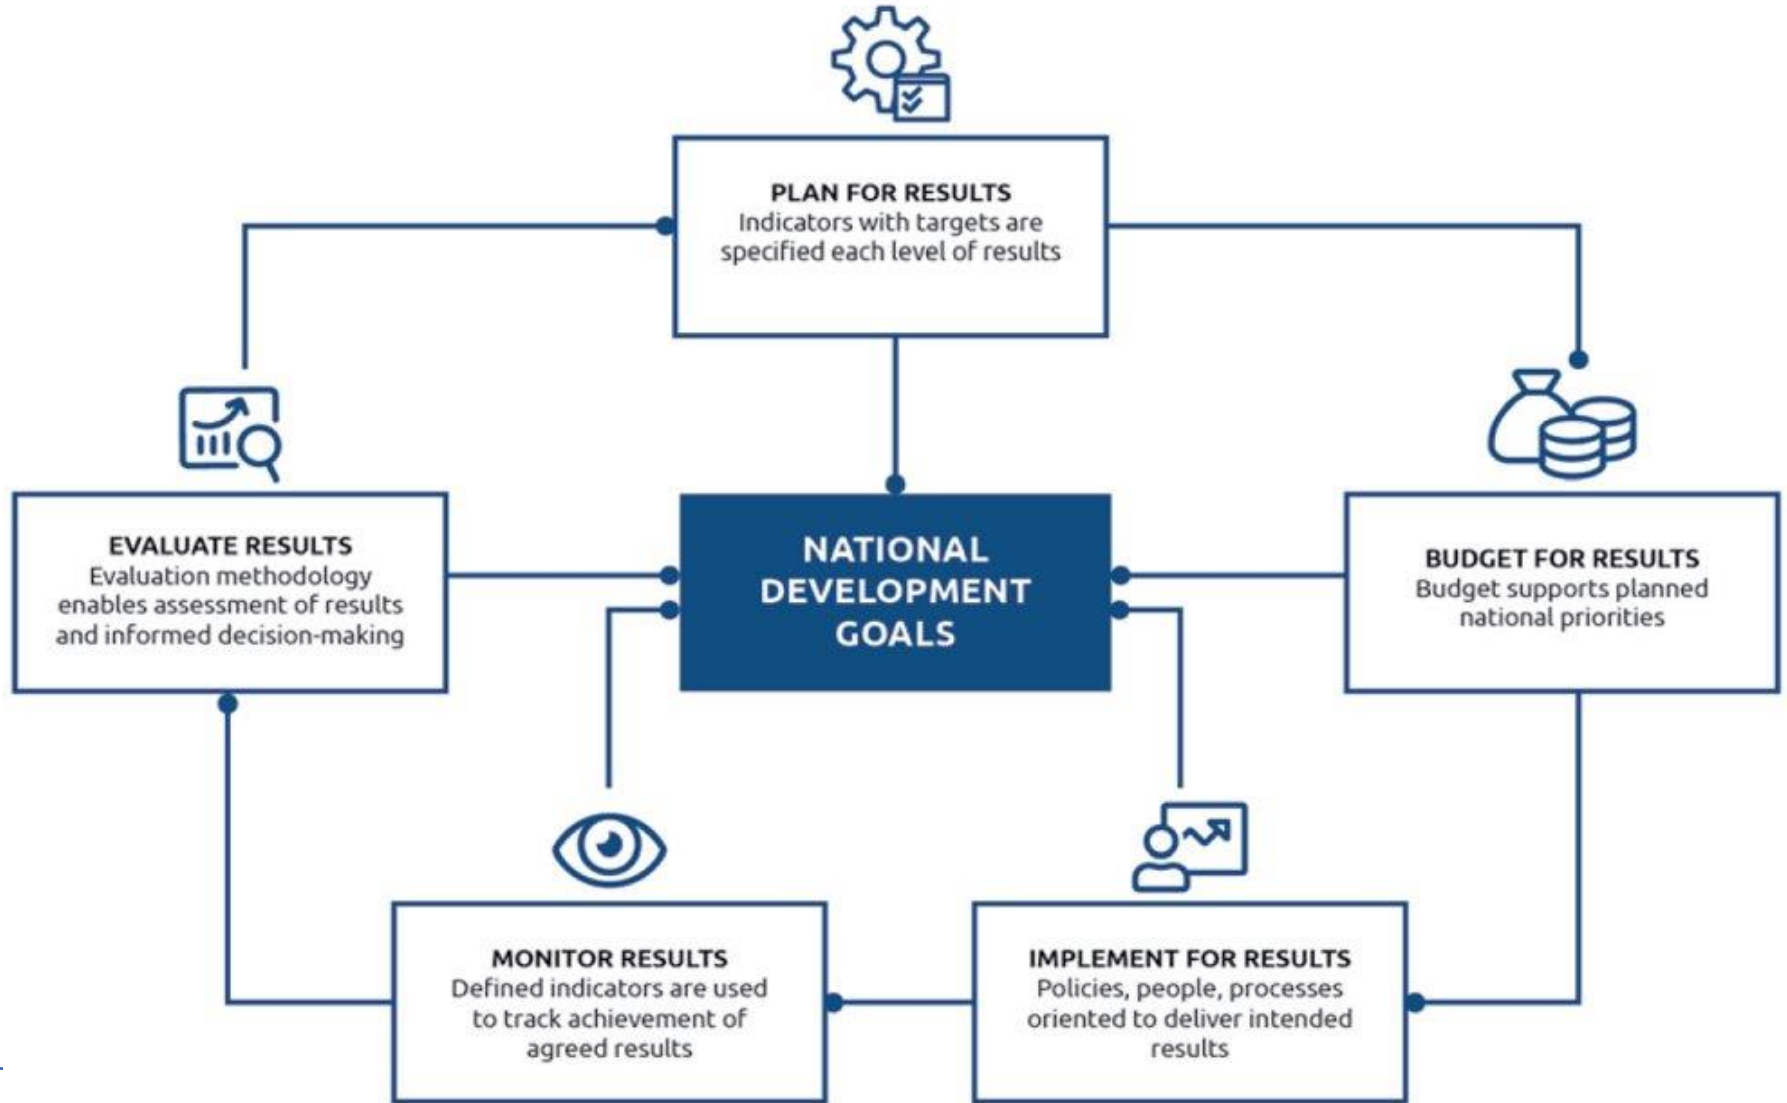 PLAN FOR RESULTS
Indicators with targets are
specified each level of results
EVALUATE RESULTS
Evaluation methodology
enables assessment of results
and informed decision-making
NATIONAL
DEVELOPMENT
GOALS
BUDGET FOR RESULTS
Budget supports planned
national priorities
MONITOR RESULTS
Defined indicators are used
to track achievement of
agreed results
IMPLEMENT FOR RESULTS
Policies, people, processes
oriented to deliver intended
results